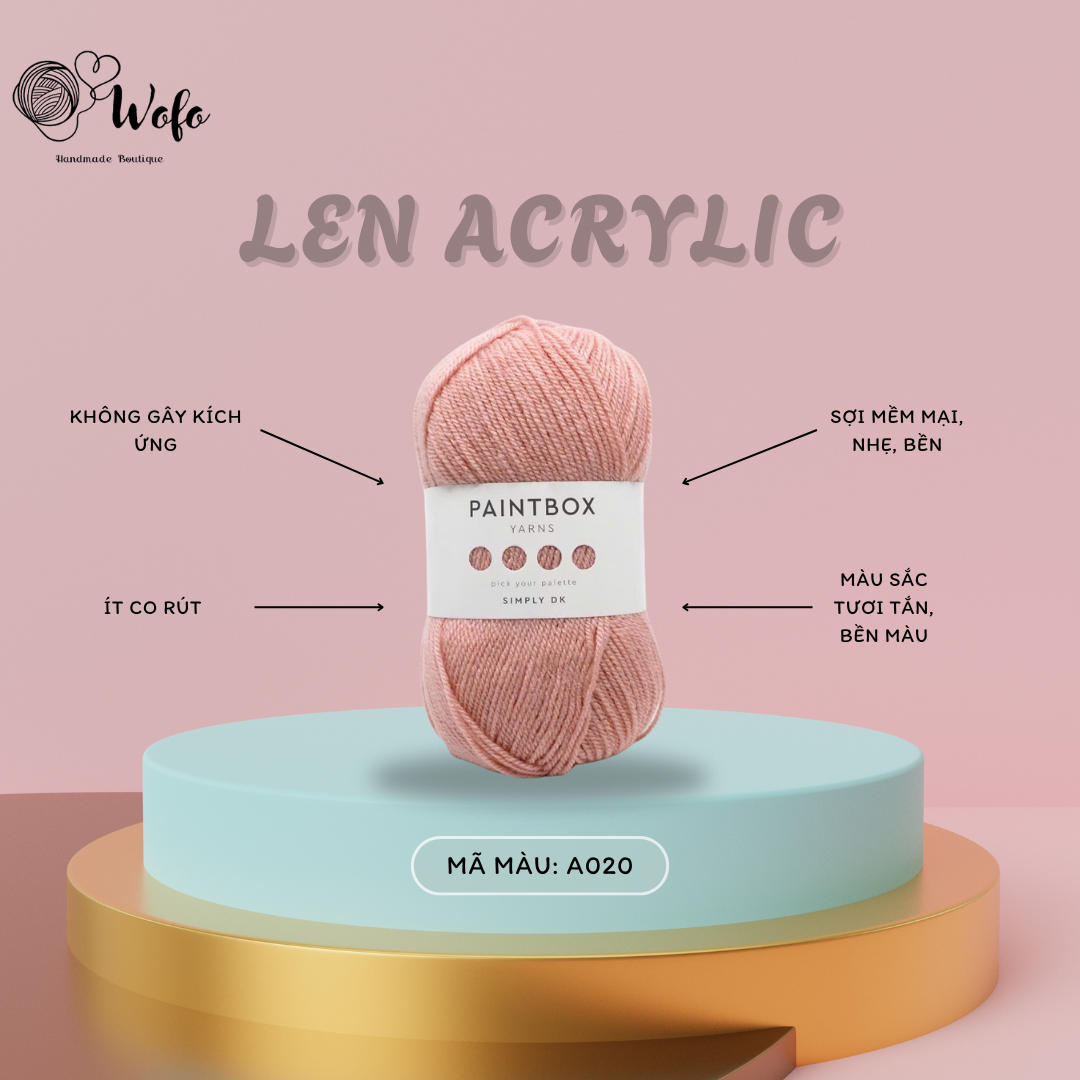 Wofo
Handmade Boutique
LEN ACRYLIC
KHÔNG GÂY KÍCH
ỨNG
SỢI MỀM MẠI,
NHẸ, BỀN
PAINTBOX
YARNS
pick your palette
SIMPLY DK
ÍT CO RÚT
MÀU SẮC
TƯƠI TẮN,
BỀN MÀU
MÃ MÀU: A020